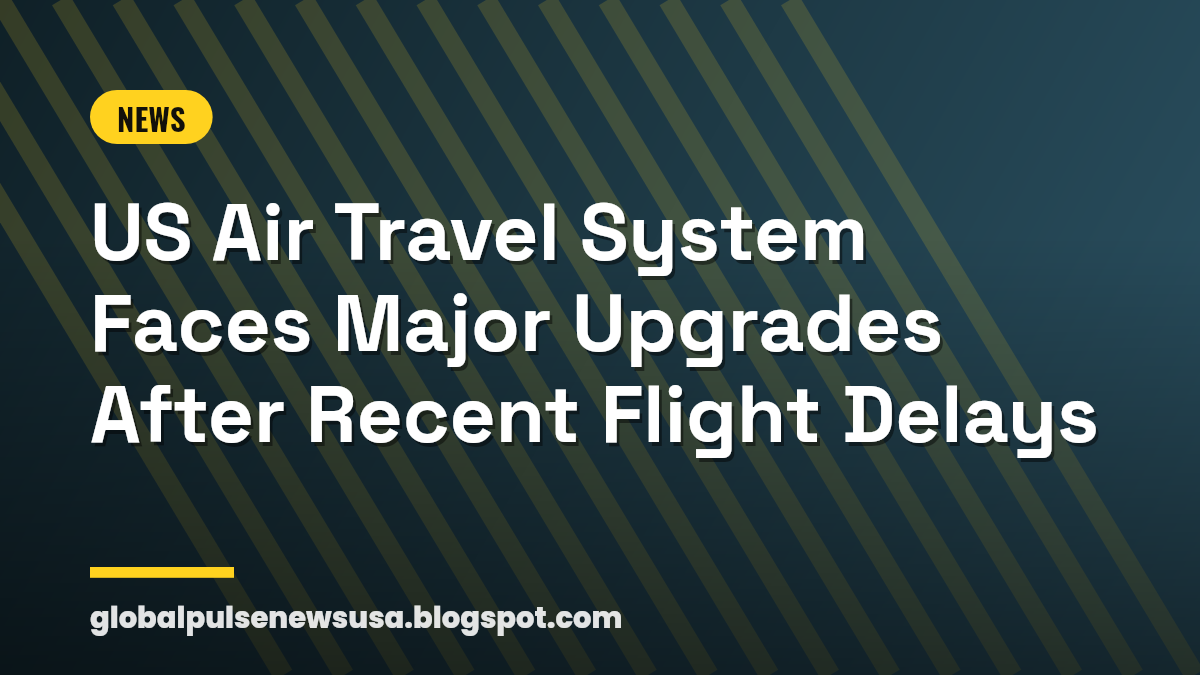 NEWS
US Air Travel System
Faces Major Upgrades
After Recent Flight Delays
globalpulsenewsusa.blogspot.com